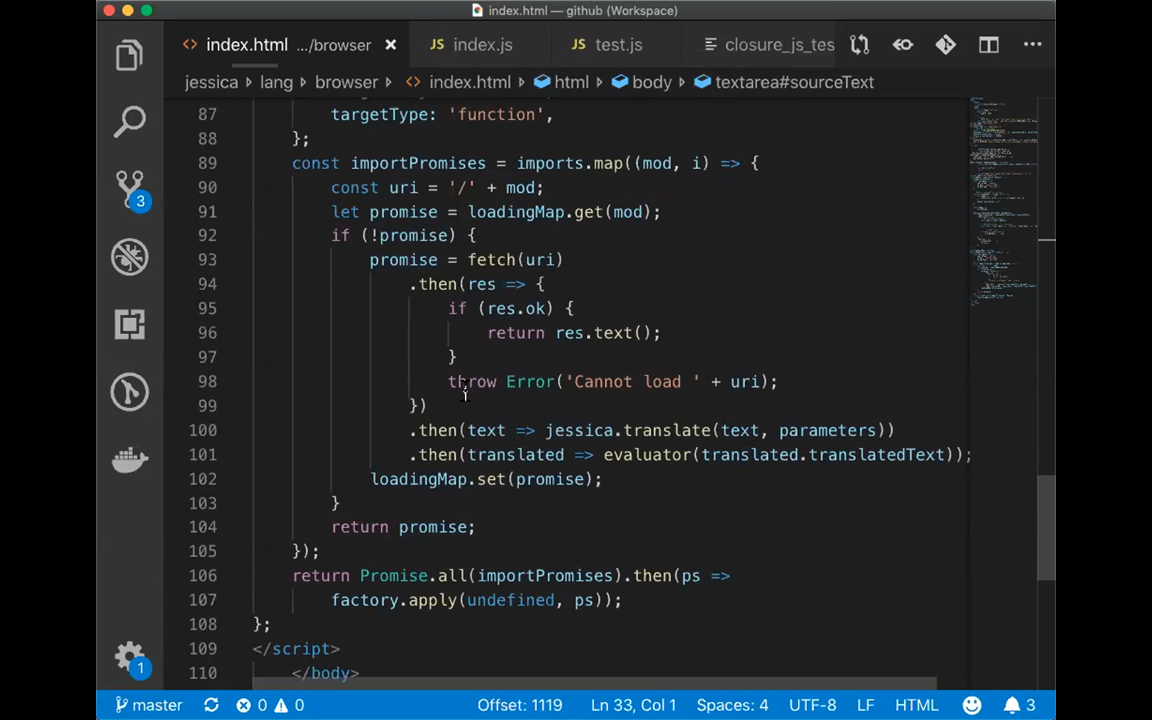 index.html — github (Workspace)
index.html .../browser
index.js
test.js
closure_js_tes
jessica > lang > browser > index.html > html > body > textarea#sourceText
87 targetType: 'function',
88 };
89 const importPromises = imports.map((mod, i) => {
90 const uri = '/' + mod;
91 let promise = loadingMap.get(mod);
92 if (!promise) {
93 promise = fetch(uri)
94 .then(res => {
95 if (res.ok) {
96 return res.text();
97 }
98 throw Error('Cannot load ' + uri);
99 })
100 .then(text => jessica.translate(text, parameters))
101 .then(translated => evaluator(translated.translatedText));
102 loadingMap.set(promise);
103 }
104 return promise;
105 });
106 return Promise.all(importPromises).then(ps =>
107 factory.apply(undefined, ps));
108 };
109 </script>
110 </body>
3
1
master 0 0 Offset: 1119 Ln 33, Col 1 Spaces: 4 UTF-8 LF HTML 3